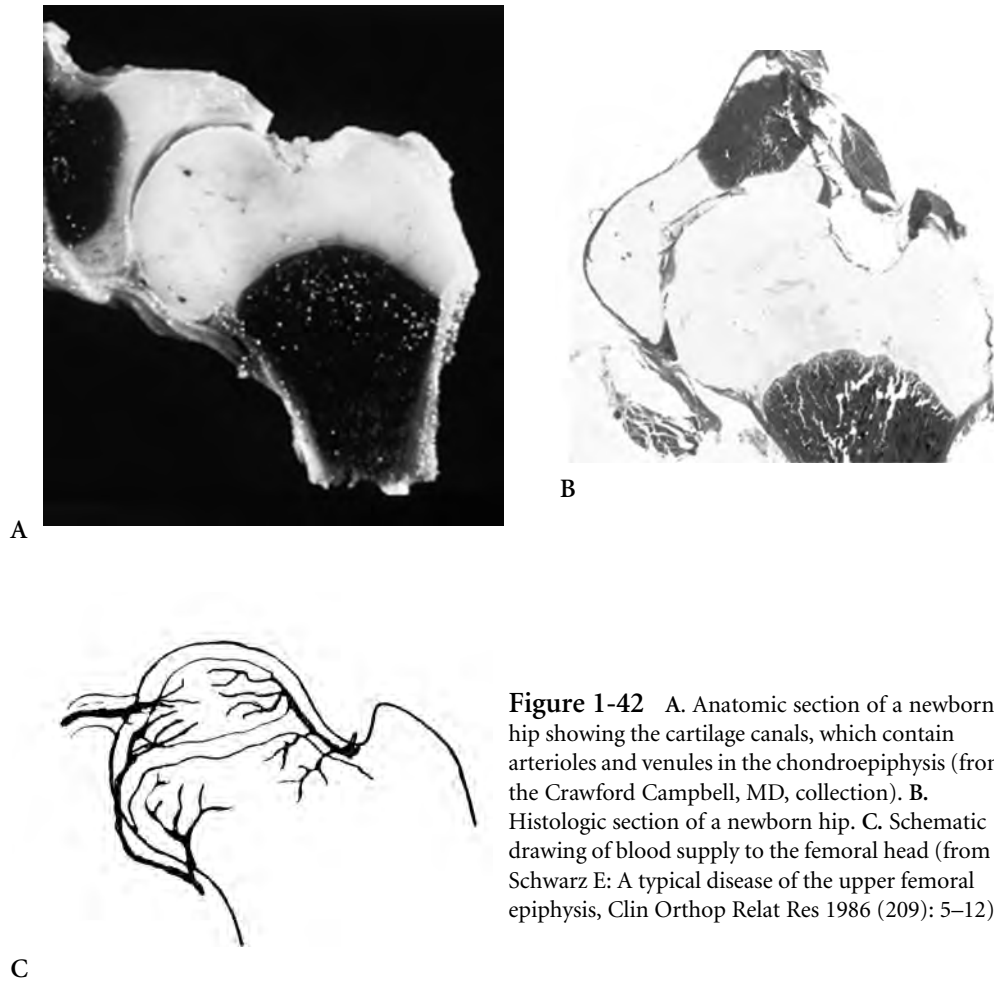 A
B
C
Figure 1-42 A. Anatomic section of a newborn
hip showing the cartilage canals, which contain
arterioles and venules in the chondroepiphysis (from
the Crawford Campbell, MD, collection). B.
Histologic section of a newborn hip. C. Schematic
drawing of blood supply to the femoral head (from
Schwarz E: A typical disease of the upper femoral
epiphysis, Clin Orthop Relat Res 1986 (209): 5–12)